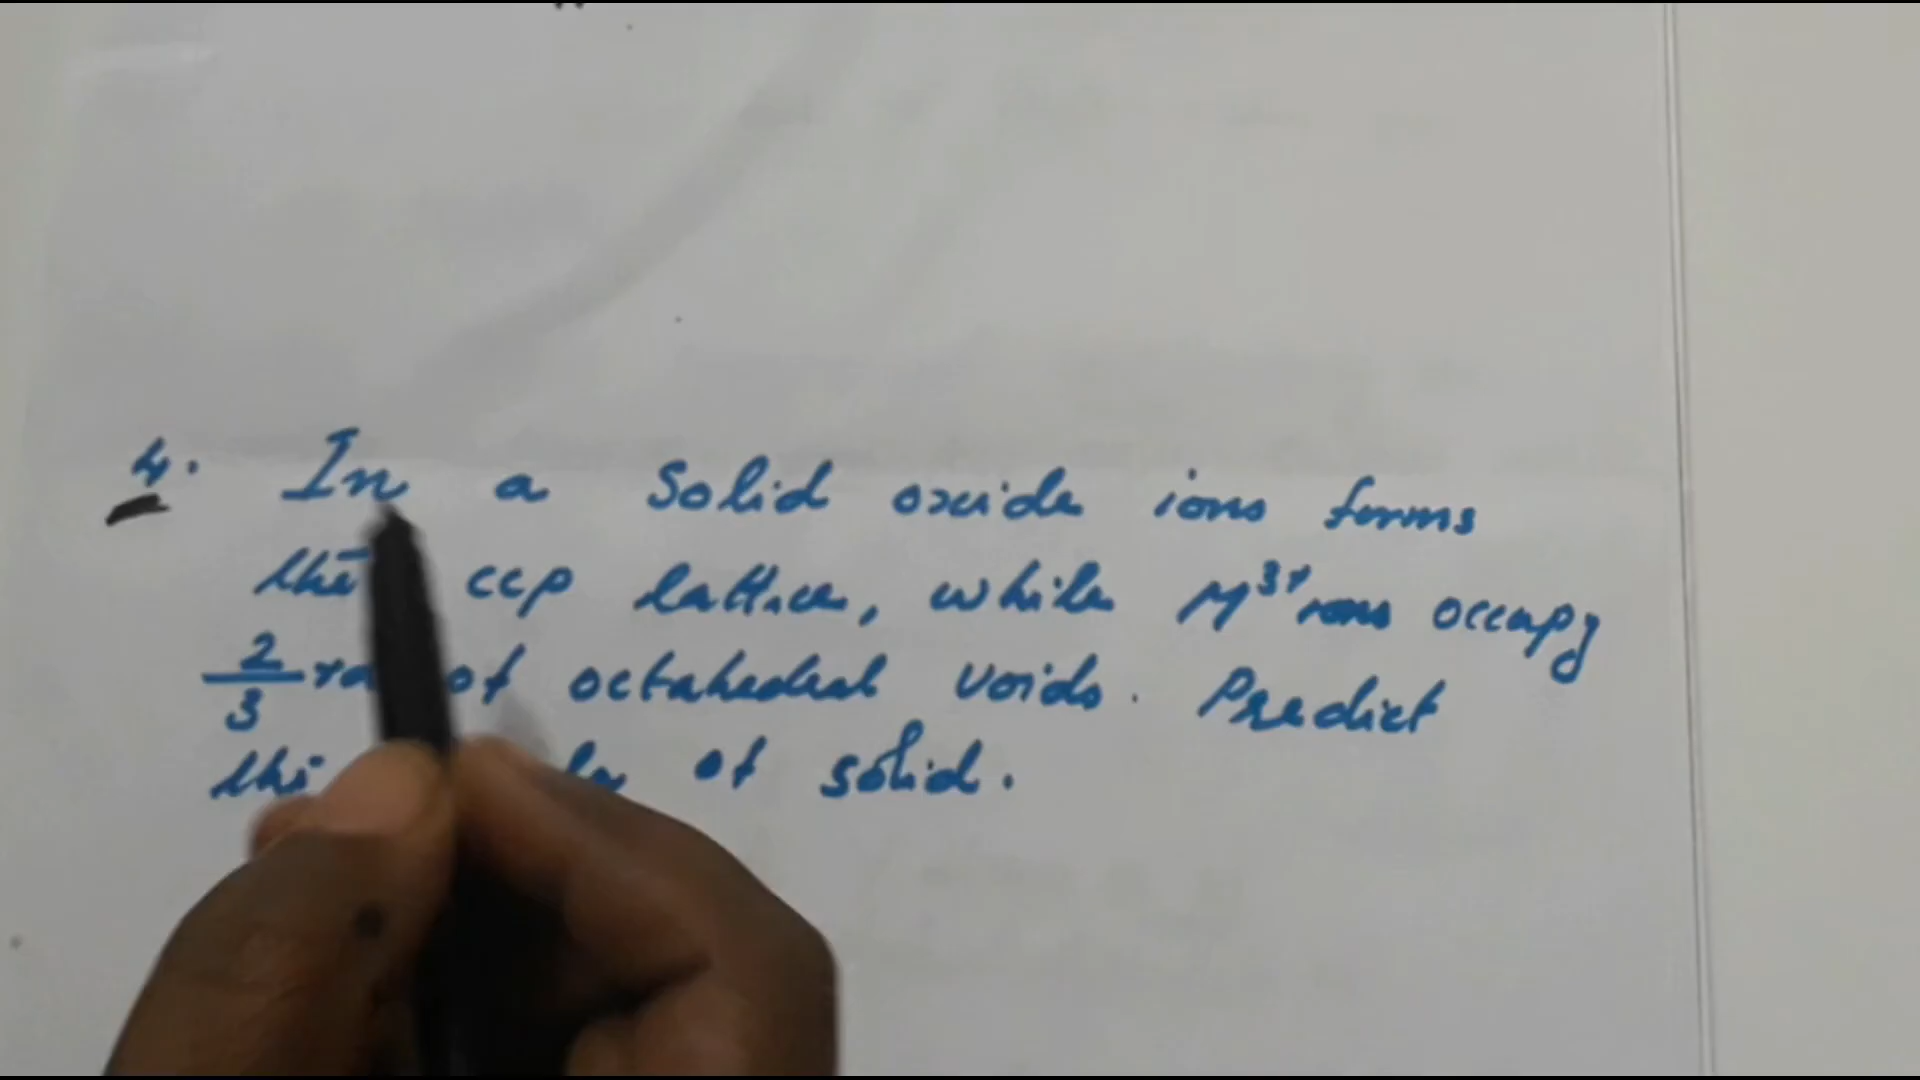 4. In a Solid oxide ions forms
the ccp lattice, while M³⁺ ions occupy
2/3 of octahedral voids. Predict
the of solid.